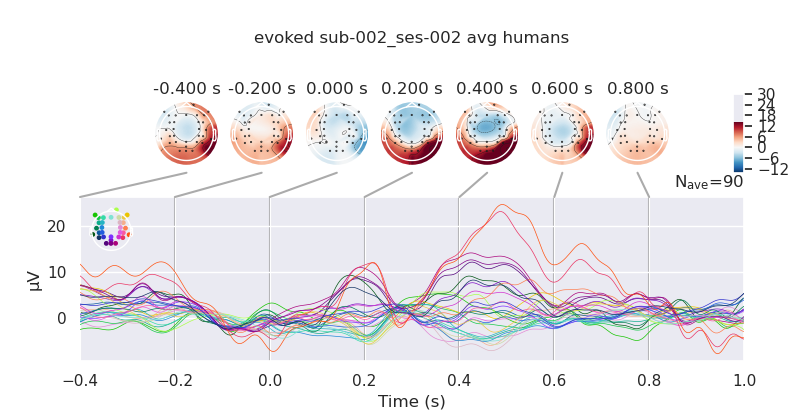 evoked sub-002_ses-002 avg humans
-0.400 s -0.200 s 0.000 s 0.200 s 0.400 s 0.600 s 0.800 s
30
24
18
12
6
0
−6
−12
Nave=90
µV
20
10
0
−0.4 −0.2 0.0 0.2 0.4 0.6 0.8 1.0
Time (s)